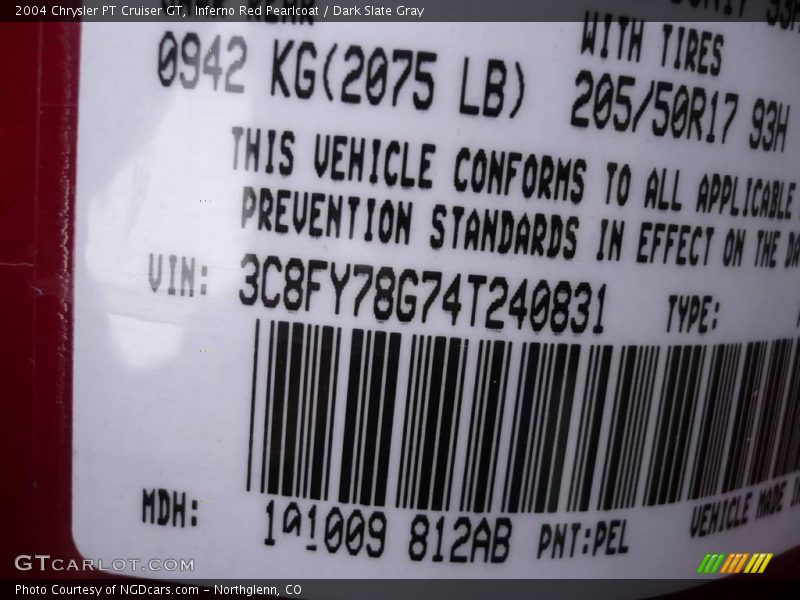 2004 Chrysler PT Cruiser GT, Inferno Red Pearlcoat / Dark Slate Gray
WITH TIRES
0942 KG(2075 LB) 205/50R17 93H
THIS VEHICLE CONFORMS TO ALL APPLICABLE
PREVENTION STANDARDS IN EFFECT ON THE DA
VIN: 3C8FY78G74T240831 TYPE:
MDH: 101009 812AB PNT:PEL VEHICLE MADE
GTCARLOT.COM
Photo Courtesy of NGDcars.com - Northglenn, CO